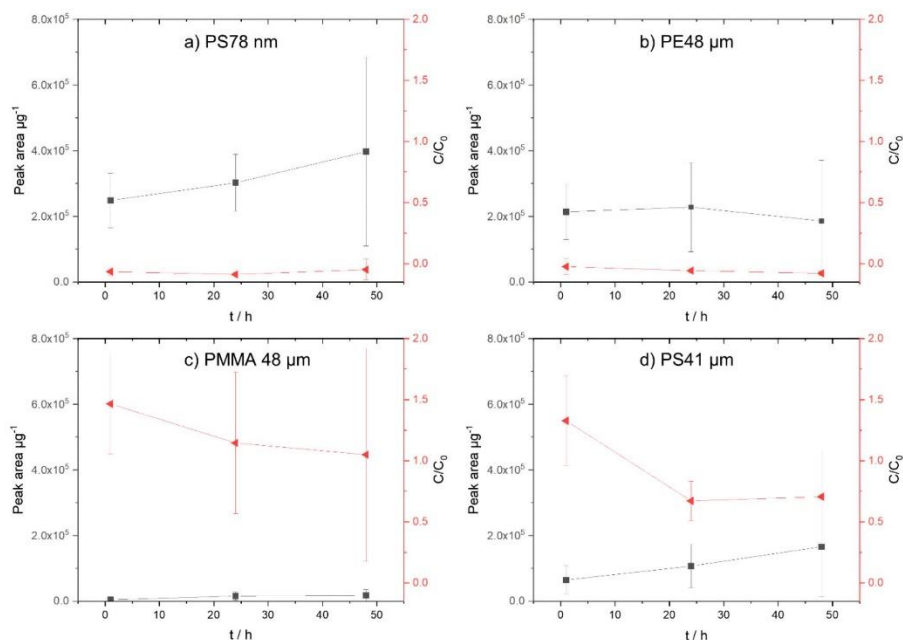 a) PS78 nm
8.0x10⁵
6.0x10⁵
4.0x10⁵
2.0x10⁵
0.0
Peak area µg⁻¹
2.0
1.5
1.0
0.5
0.0
C/C₀
0 10 20 30 40 50
t / h
b) PE48 µm
8.0x10⁵
6.0x10⁵
4.0x10⁵
2.0x10⁵
0.0
Peak area µg⁻¹
2.0
1.5
1.0
0.5
0.0
C/C₀
0 10 20 30 40 50
t / h
c) PMMA 48 µm
8.0x10⁵
6.0x10⁵
4.0x10⁵
2.0x10⁵
0.0
Peak area µg⁻¹
2.0
1.5
1.0
0.5
0.0
C/C₀
0 10 20 30 40 50
t / h
d) PS41 µm
8.0x10⁵
6.0x10⁵
4.0x10⁵
2.0x10⁵
0.0
Peak area µg⁻¹
2.0
1.5
1.0
0.5
0.0
C/C₀
0 10 20 30 40 50
t / h